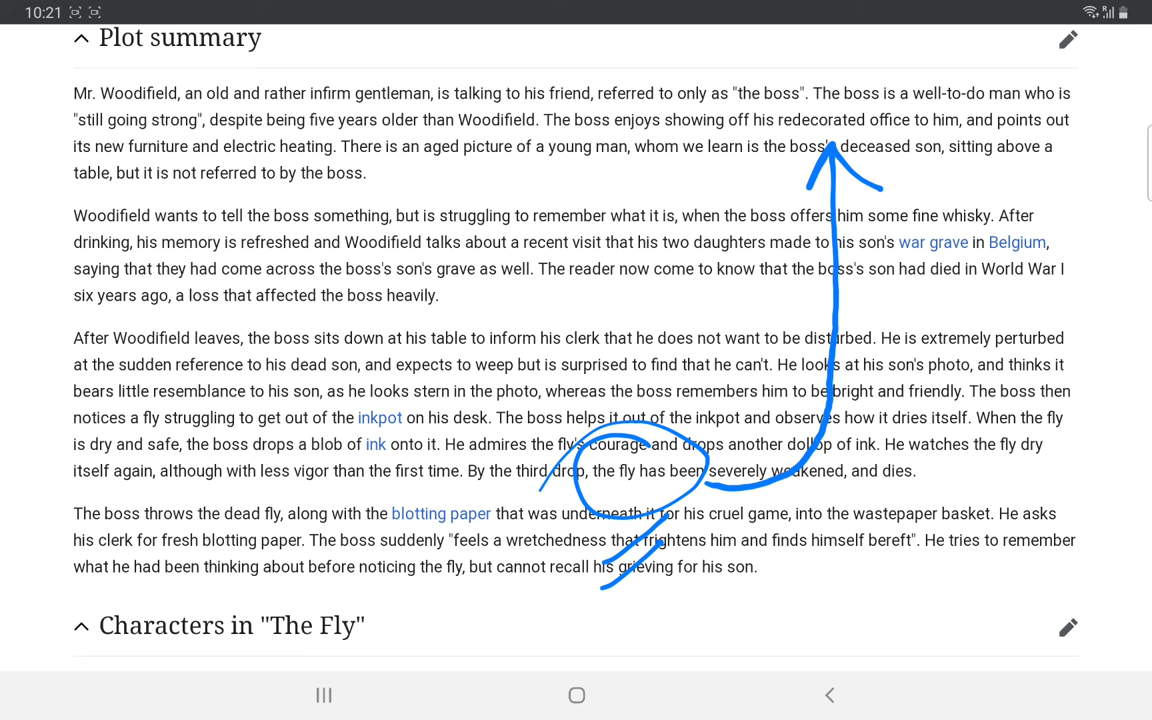 10:21
Plot summary
Mr. Woodifield, an old and rather infirm gentleman, is talking to his friend, referred to only as "the boss". The boss is a well-to-do man who is
"still going strong", despite being five years older than Woodifield. The boss enjoys showing off his redecorated office to him, and points out
its new furniture and electric heating. There is an aged picture of a young man, whom we learn is the boss's deceased son, sitting above a
table, but it is not referred to by the boss.
Woodifield wants to tell the boss something, but is struggling to remember what it is, when the boss offers him some fine whisky. After
drinking, his memory is refreshed and Woodifield talks about a recent visit that his two daughters made to his son's war grave in Belgium,
saying that they had come across the boss's son's grave as well. The reader now come to know that the boss's son had died in World War I
six years ago, a loss that affected the boss heavily.
After Woodifield leaves, the boss sits down at his table to inform his clerk that he does not want to be disturbed. He is extremely perturbed
at the sudden reference to his dead son, and expects to weep but is surprised to find that he can't. He looks at his son's photo, and thinks it
bears little resemblance to his son, as he looks stern in the photo, whereas the boss remembers him to be bright and friendly. The boss then
notices a fly struggling to get out of the inkpot on his desk. The boss helps it out of the inkpot and observes how it dries itself. When the fly
is dry and safe, the boss drops a blob of ink onto it. He admires the fly's courage and drops another dollop of ink. He watches the fly dry
itself again, although with less vigor than the first time. By the third drop, the fly has been severely weakened, and dies.
The boss throws the dead fly, along with the blotting paper that was underneath it for his cruel game, into the wastepaper basket. He asks
his clerk for fresh blotting paper. The boss suddenly "feels a wretchedness that frightens him and finds himself bereft". He tries to remember
what he had been thinking about before noticing the fly, but cannot recall his grieving for his son.
Characters in "The Fly"